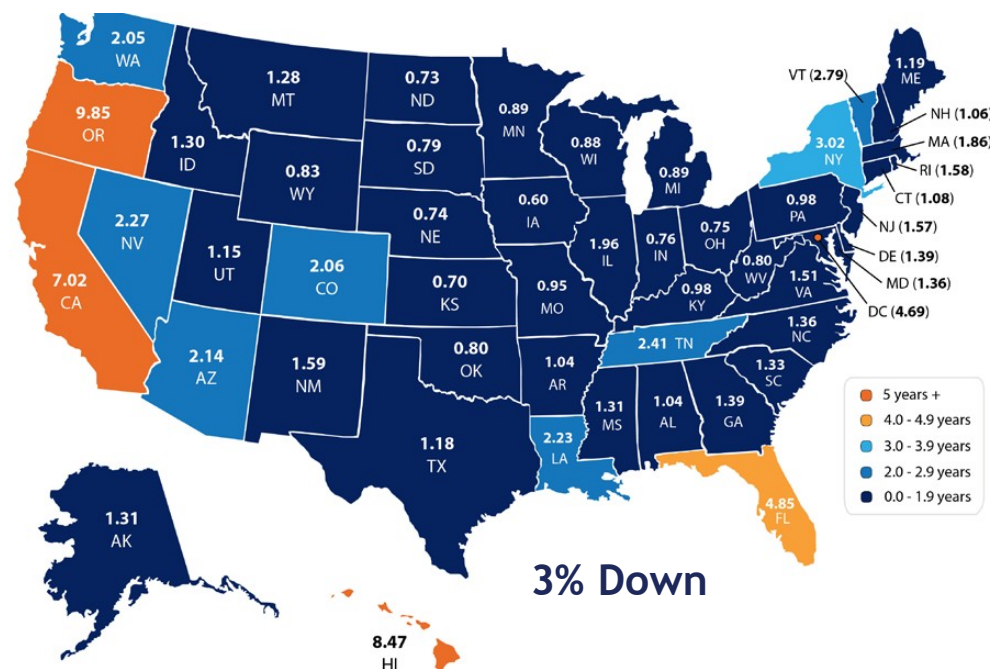 2.05
WA
9.85
OR
7.02
CA
2.27
NV
1.30
ID
1.28
MT
0.83
WY
1.15
UT
2.06
CO
2.14
AZ
1.59
NM
0.73
ND
0.79
SD
0.74
NE
0.70
KS
0.80
OK
1.18
TX
0.89
MN
0.60
IA
0.95
MO
1.04
AR
2.23
LA
0.88
WI
1.96
IL
0.89
MI
0.76
IN
0.75
OH
0.98
KY
2.41 TN
1.31
MS
1.04
AL
1.39
GA
4.85
FL
1.33
SC
1.36
NC
1.51
VA
0.80
WV
0.98
PA
3.02
NY
1.19
ME
VT (2.79)
NH (1.06)
MA (1.86)
RI (1.58)
CT (1.08)
NJ (1.57)
DE (1.39)
MD (1.36)
DC (4.69)
5 years +
4.0 - 4.9 years
3.0 - 3.9 years
2.0 - 2.9 years
0.0 - 1.9 years
1.31
AK
8.47
HI
3% Down